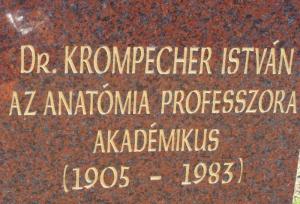 Dr. KROMPECHER ISTVÁN
AZ ANATÓMIA PROFESSZORA
AKADÉMIKUS
(1905 - 1983)